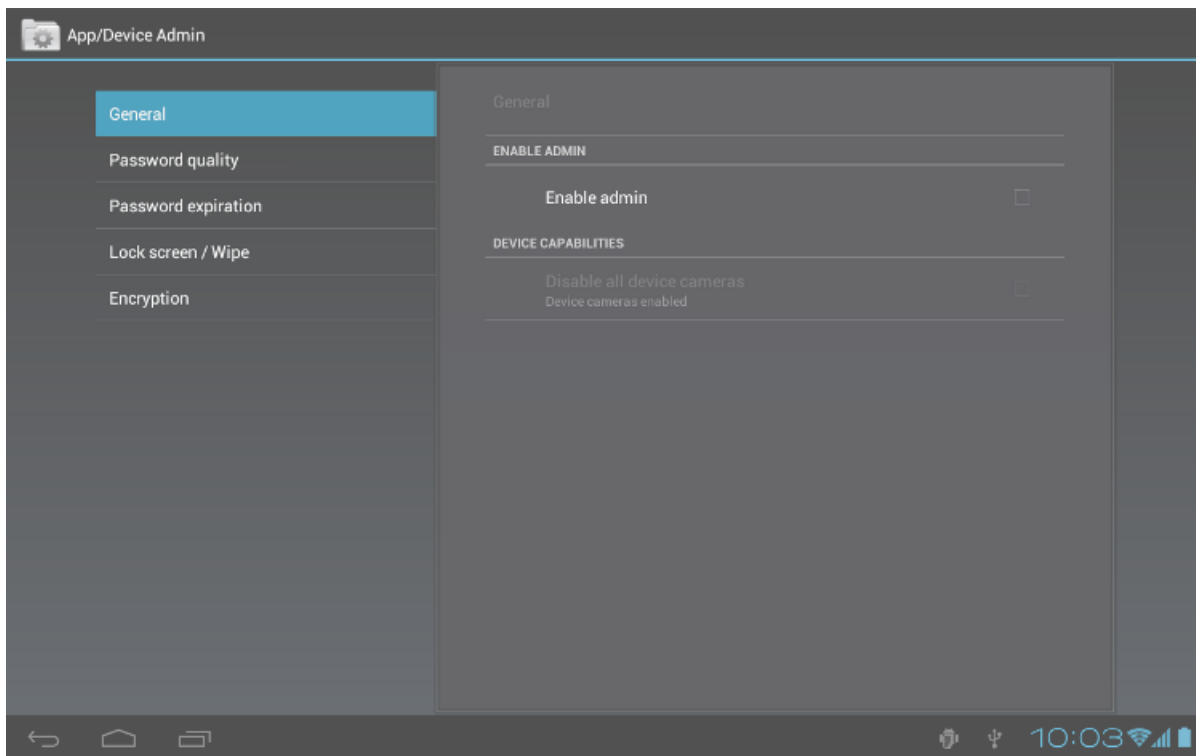 App/Device Admin
General
Password quality
Password expiration
Lock screen / Wipe
Encryption
General
ENABLE ADMIN
Enable admin
DEVICE CAPABILITIES
Disable all device cameras
Device cameras enabled
10:03